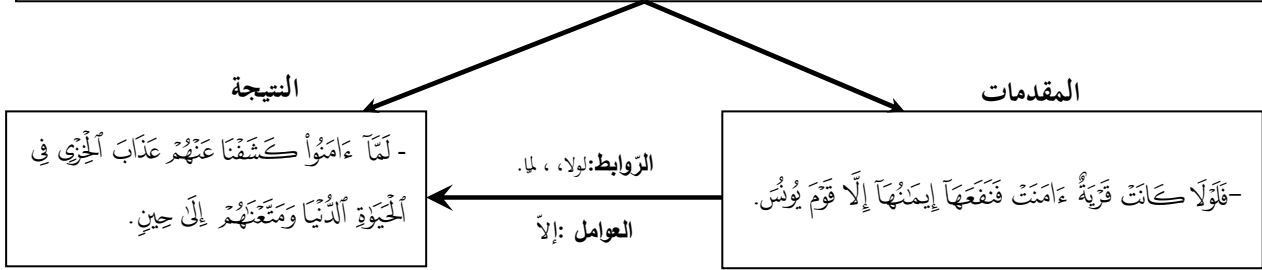 المقدمات
النتيجة
-فَلَوۡلَا كَانَتۡ قَرۡيَةٌ ءَامَنَتۡ فَنَفَعَهَآ إِيمَٰنُهَآ إِلَّا قَوۡمَ يُونُسَ.
الرّوابط:لولا، ، لما.
العوامل :إلاّ
- لَمَّآ ءَامَنُواْ كَشَفۡنَا عَنۡهُمۡ عَذَابَ ٱلۡخِزۡيِ فِي
ٱلۡحَيَوٰةِ ٱلدُّنۡيَا وَمَتَّعۡنَٰهُمۡ إِلَىٰ حِينٖ.